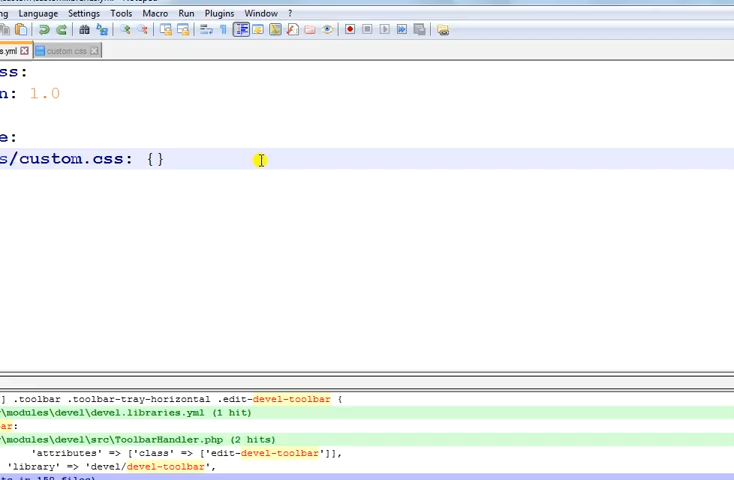 ng Language Settings Tools Macro Run Plugins Window ?
s.yml custom css
ss:
n: 1.0
e:
s/custom.css: {}
] .toolbar .toolbar-tray-horizontal .edit-devel-toolbar {
\modules\devel\devel.libraries.yml (1 hit)
ar:
\modules\devel\src\ToolbarHandler.php (2 hits)
'attributes' => ['class' => ['edit-devel-toolbar']],
'library' => 'devel/devel-toolbar',